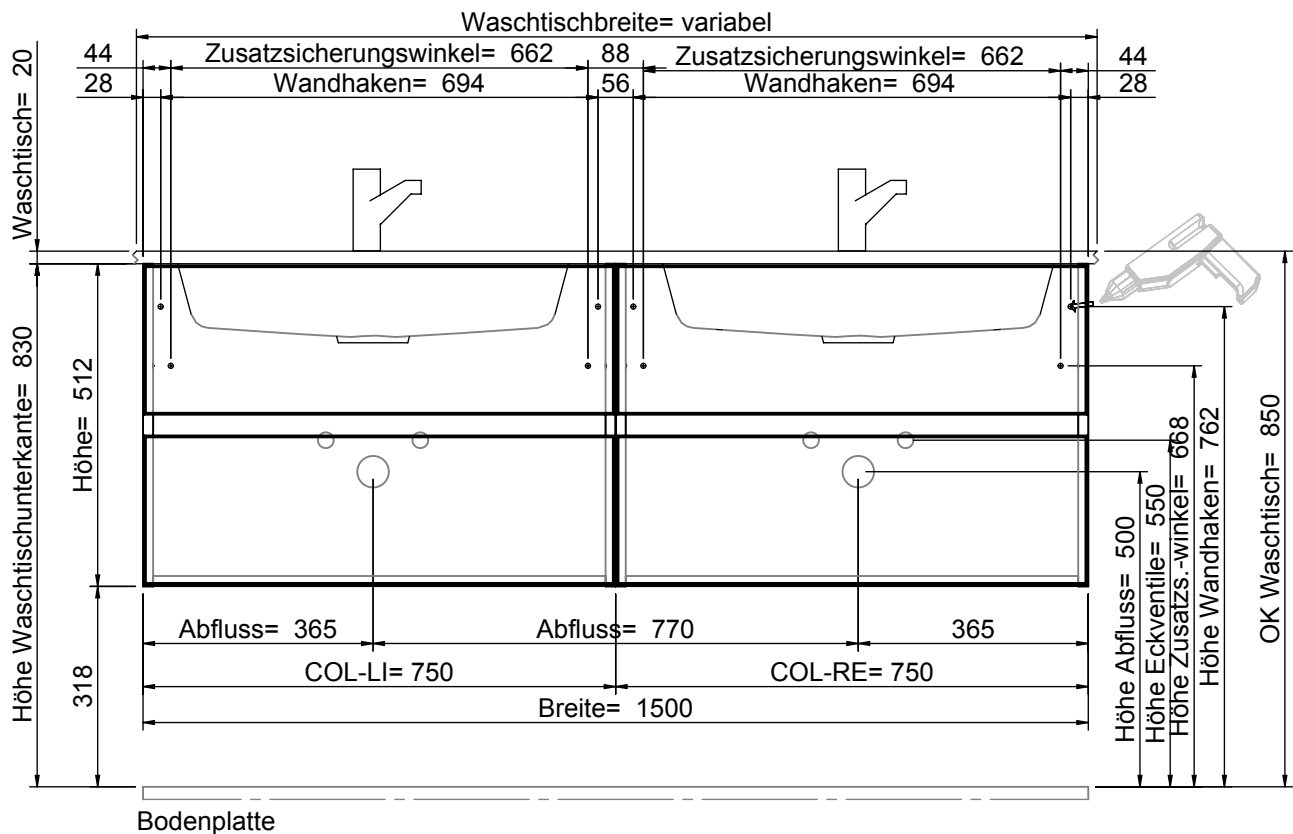 Waschtischbreite= variabel
44 Zusatzsicherungswinkel= 662 88 Zusatzsicherungswinkel= 662 44
28 Wandhaken= 694 56 Wandhaken= 694 28
Waschtisch= 20
Höhe Waschtischunterkante= 830
Höhe= 512
318
Abfluss= 365 Abfluss= 770 365
COL-LI= 750 COL-RE= 750
Breite= 1500
Höhe Abfluss= 500
Höhe Eckventile= 550
Höhe Zusatzs.-winkel= 668
Höhe Wandhaken= 762
OK Waschtisch= 850
Bodenplatte